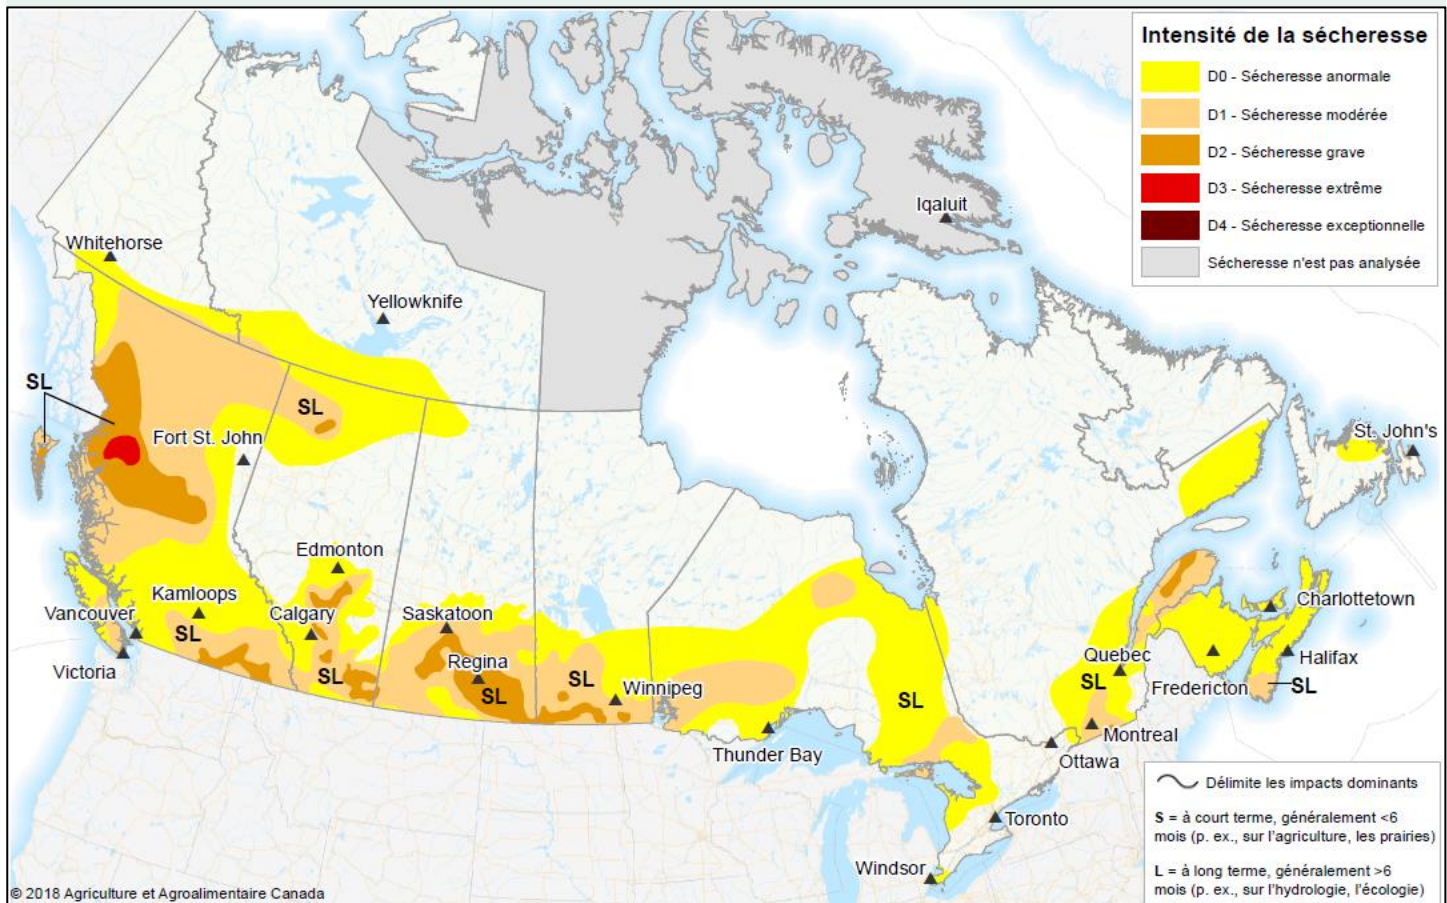 Intensité de la sécheresse
D0 - Sécheresse anormale
D1 - Sécheresse modérée
D2 - Sécheresse grave
D3 - Sécheresse extrême
D4 - Sécheresse exceptionnelle
Sécheresse n'est pas analysée
Iqaluit
Whitehorse
Yellowknife
SL
SL
Fort St. John
St. John's
Edmonton
Kamloops
Calgary
Saskatoon
Vancouver
Charlottetown
SL
Victoria
Regina
SL
SL
SL
Winnipeg
SL
Quebec
SL
Fredericton
Halifax
SL
Thunder Bay
Montreal
Ottawa
Toronto
Windsor
Délimite les impacts dominants
S = à court terme, généralement <6
mois (p. ex., sur l'agriculture, les prairies)
L = à long terme, généralement >6
mois (p. ex., sur l'hydrologie, l'écologie)
© 2018 Agriculture et Agroalimentaire Canada